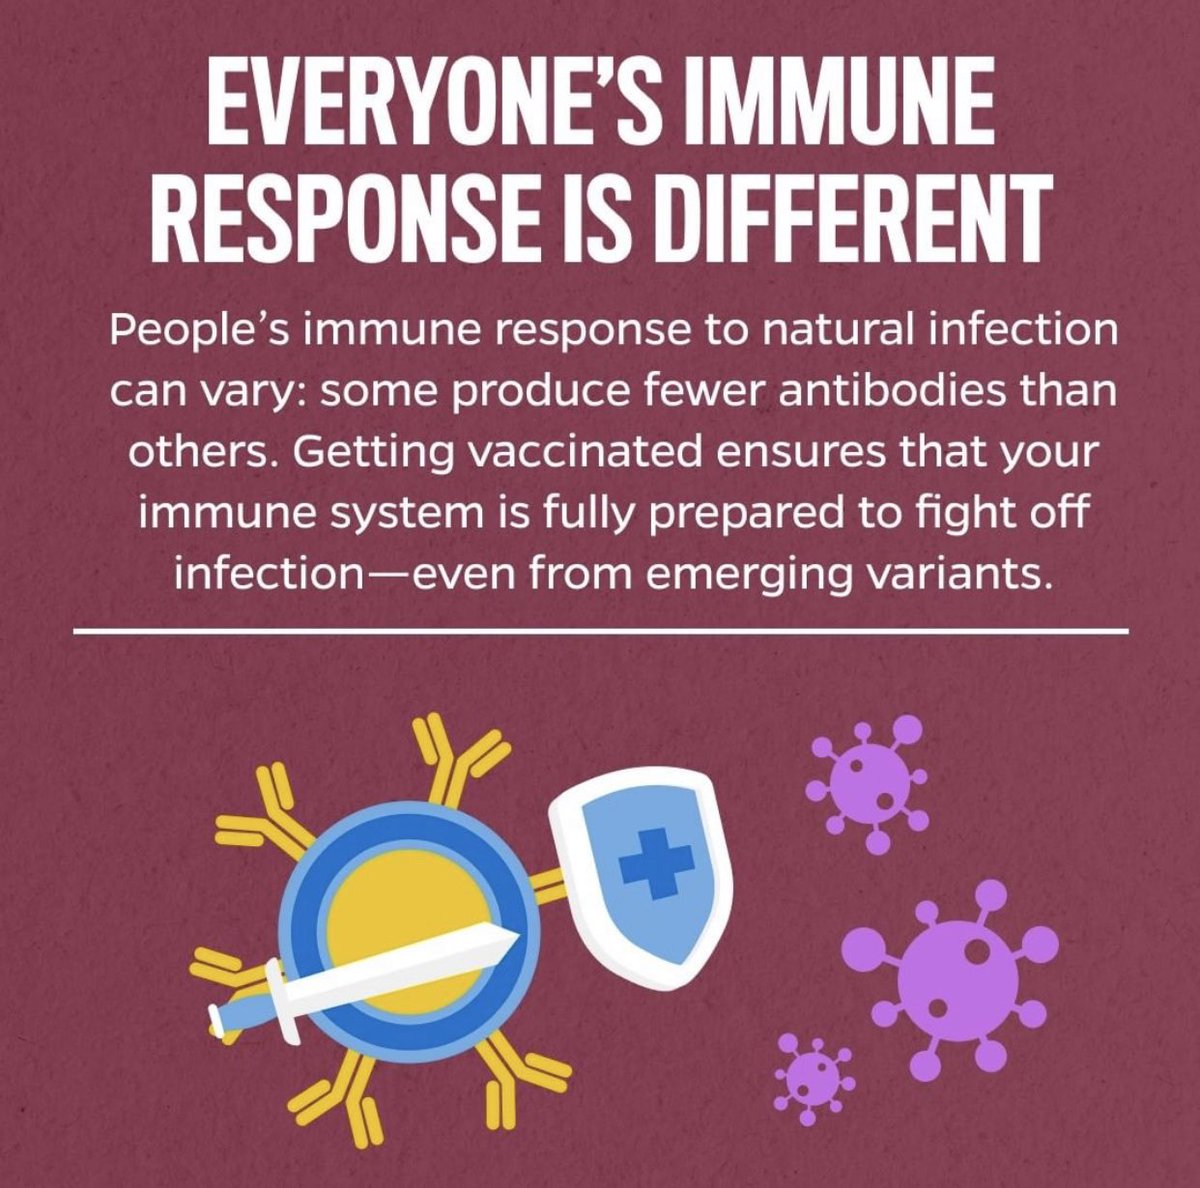 EVERYONE’S IMMUNE
RESPONSE IS DIFFERENT
People’s immune response to natural infection
can vary: some produce fewer antibodies than
others. Getting vaccinated ensures that your
immune system is fully prepared to fight off
infection—even from emerging variants.